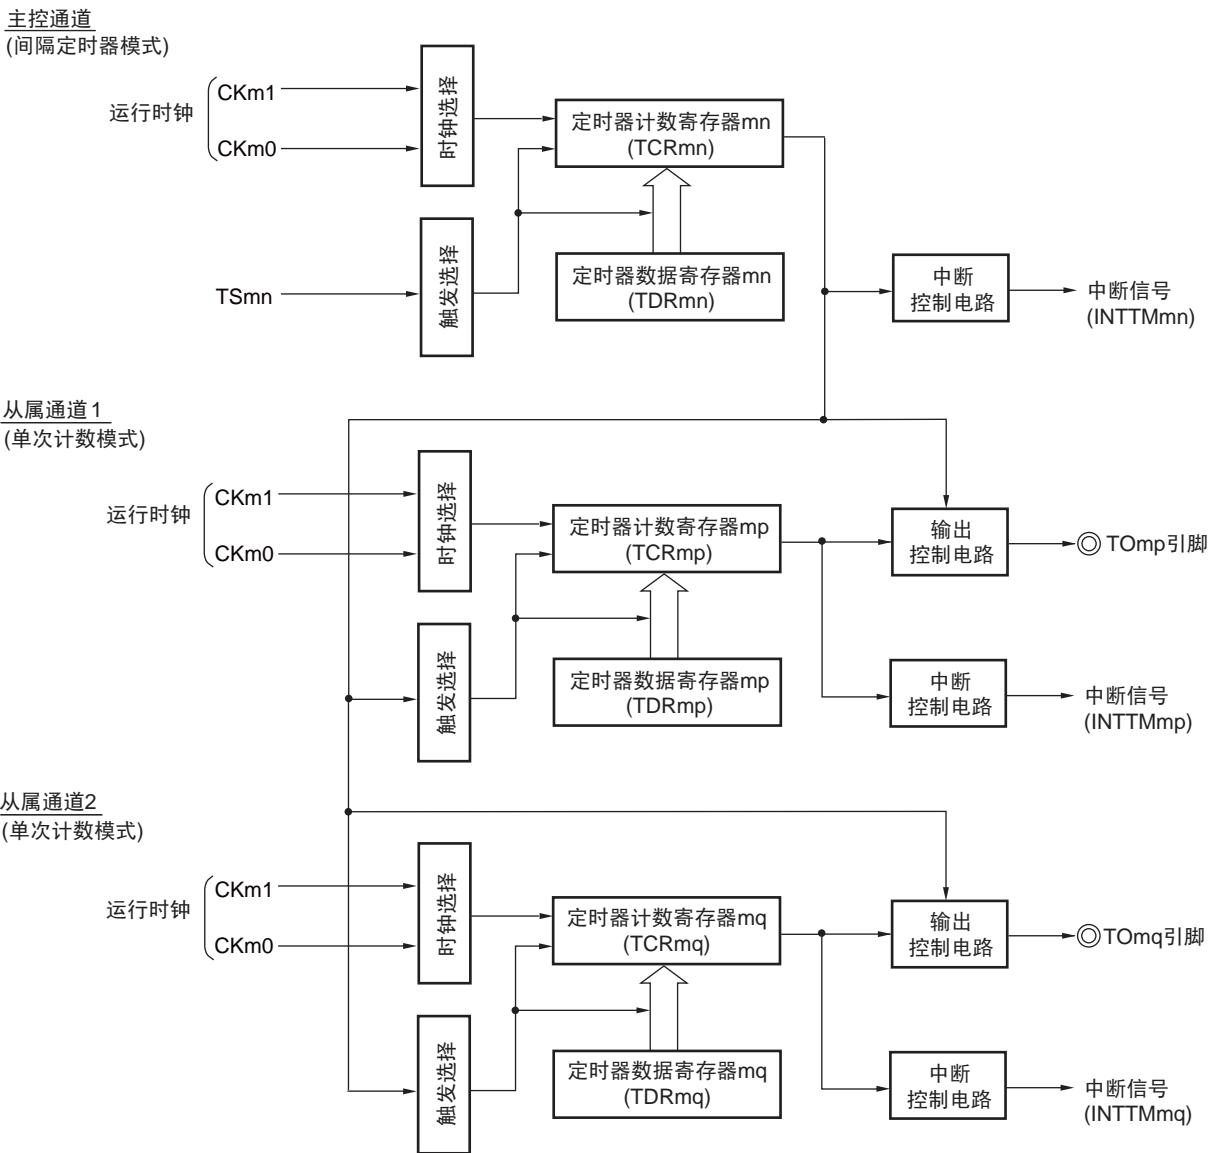 主控通道
(间隔定时器模式)
运行时钟
CKm1
CKm0
时钟选择
定时器计数寄存器mn
(TCRmn)
TSmn
触发选择
定时器数据寄存器mn
(TDRmn)
中断
控制电路
中断信号
(INTTMmn)
从属通道1
(单次计数模式)
运行时钟
CKm1
CKm0
时钟选择
定时器计数寄存器mp
(TCRmp)
输出
控制电路
TOmp引脚
触发选择
定时器数据寄存器mp
(TDRmp)
中断
控制电路
中断信号
(INTTMmp)
从属通道2
(单次计数模式)
运行时钟
CKm1
CKm0
时钟选择
定时器计数寄存器mq
(TCRmq)
输出
控制电路
TOmq引脚
触发选择
定时器数据寄存器mq
(TDRmq)
中断
控制电路
中断信号
(INTTMmq)